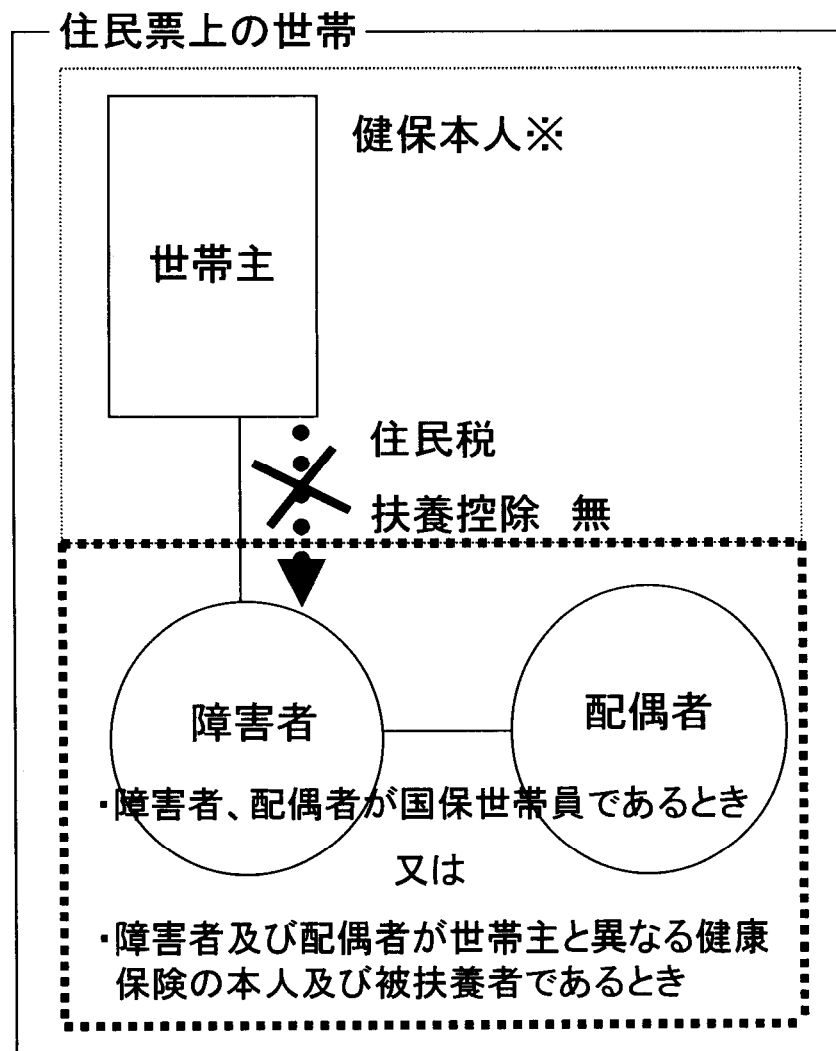 住民票上の世帯
健保本人※
世帯主
住民税
扶養控除 無
障害者
配偶者
・障害者、配偶者が国保世帯員であるとき
又は
・障害者及び配偶者が世帯主と異なる健康
保険の本人及び被扶養者であるとき